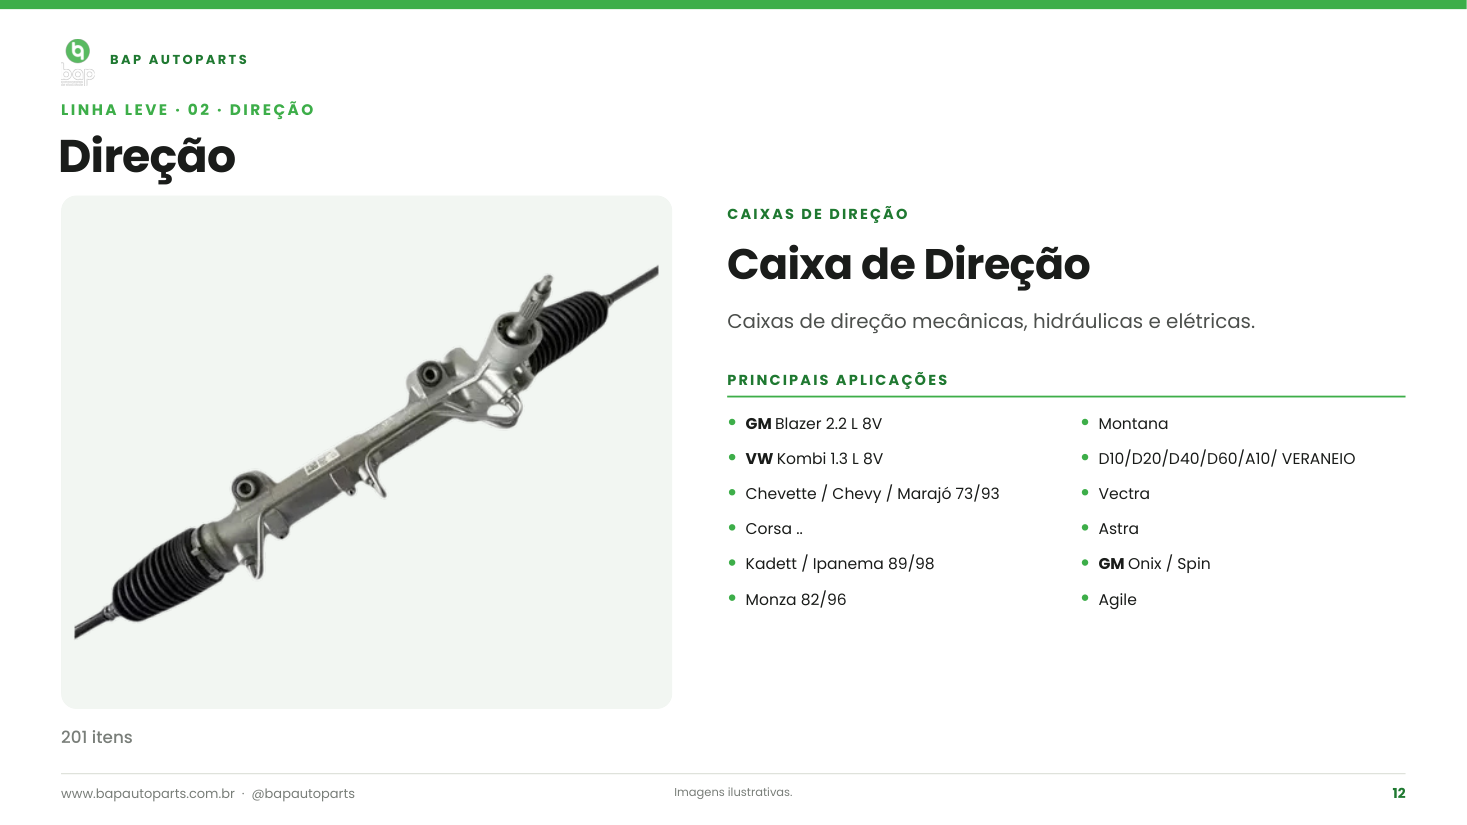 bap
BAP AUTOPARTS
LINHA LEVE · 02 · DIREÇÃO
Direção
CAIXAS DE DIREÇÃO
Caixa de Direção
Caixas de direção mecânicas, hidráulicas e elétricas.
PRINCIPAIS APLICAÇÕES
• GM Blazer 2.2 L 8V
• VW Kombi 1.3 L 8V
• Chevette / Chevy / Marajó 73/93
• Corsa ..
• Kadett / Ipanema 89/98
• Monza 82/96
• Montana
• D10/D20/D40/D60/A10/ VERANEIO
• Vectra
• Astra
• GM Onix / Spin
• Agile
201 itens
www.bapautoparts.com.br · @bapautoparts
Imagens ilustrativas.
12